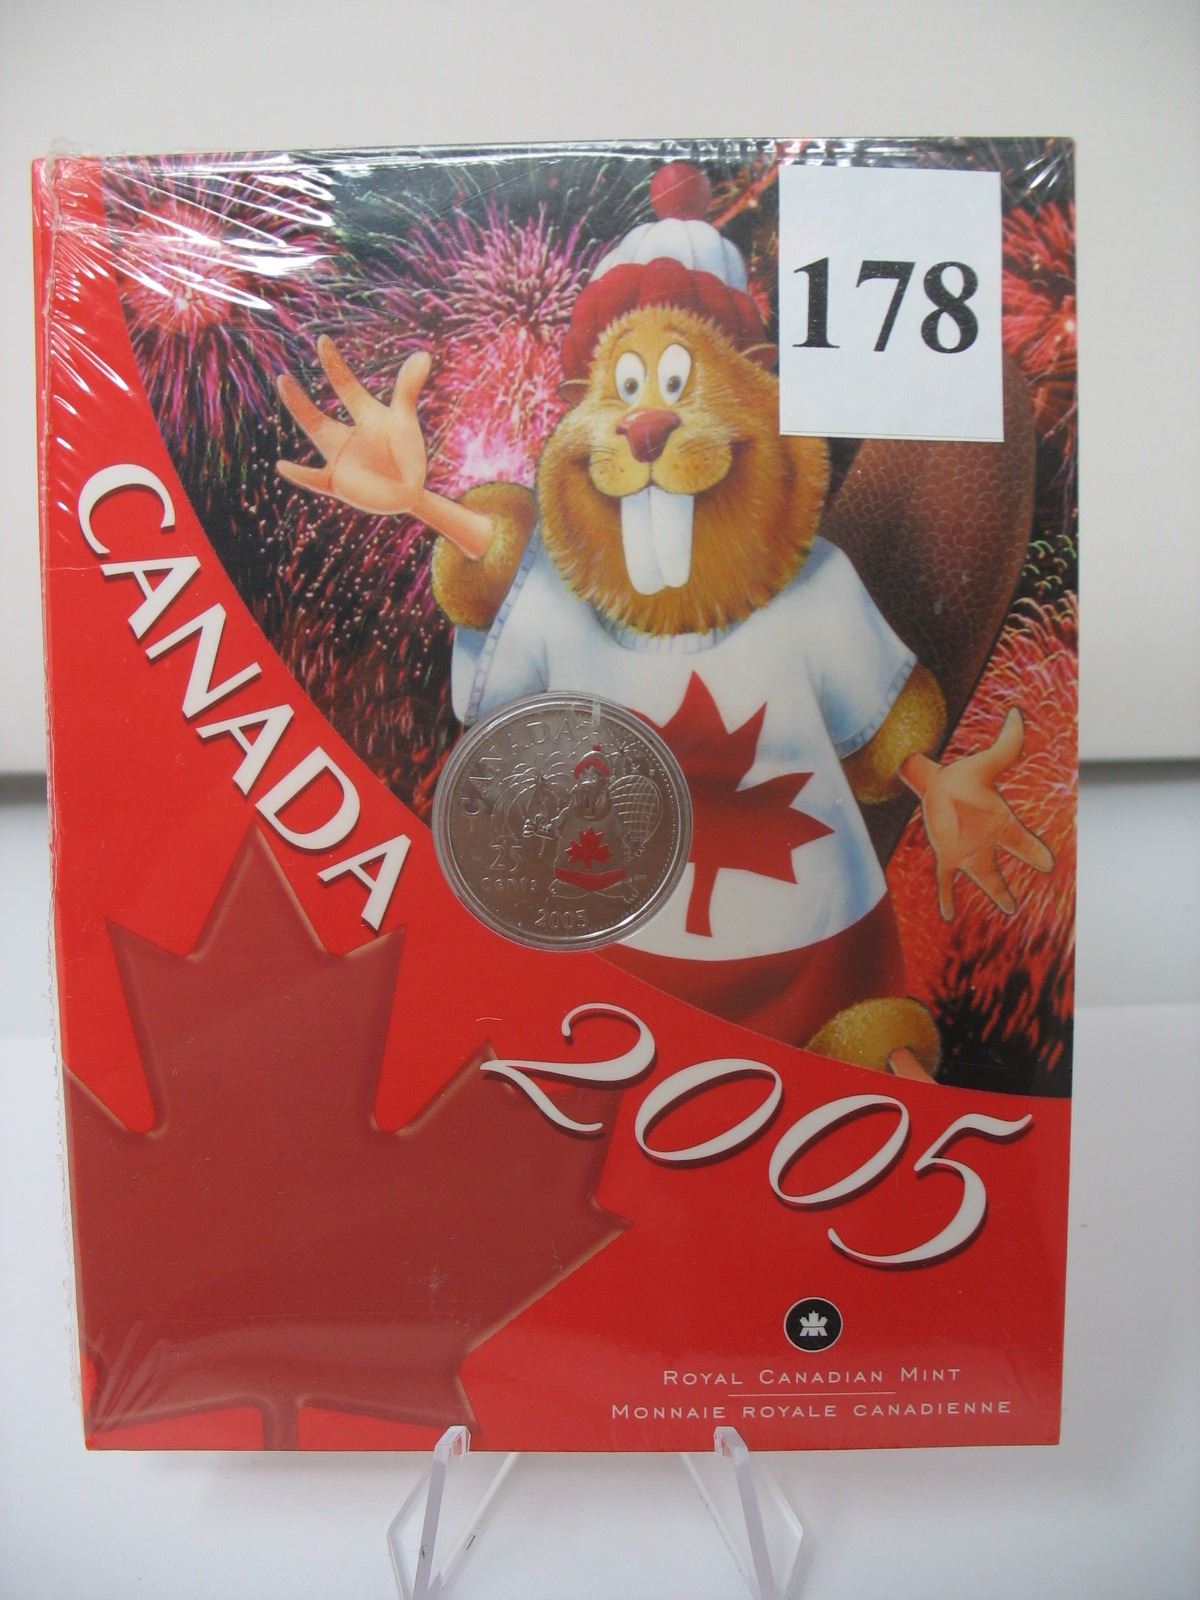 178
CANADA
CANADA
25
cents
2005
2005
ROYAL CANADIAN MINT
MONNAIE ROYALE CANADIENNE